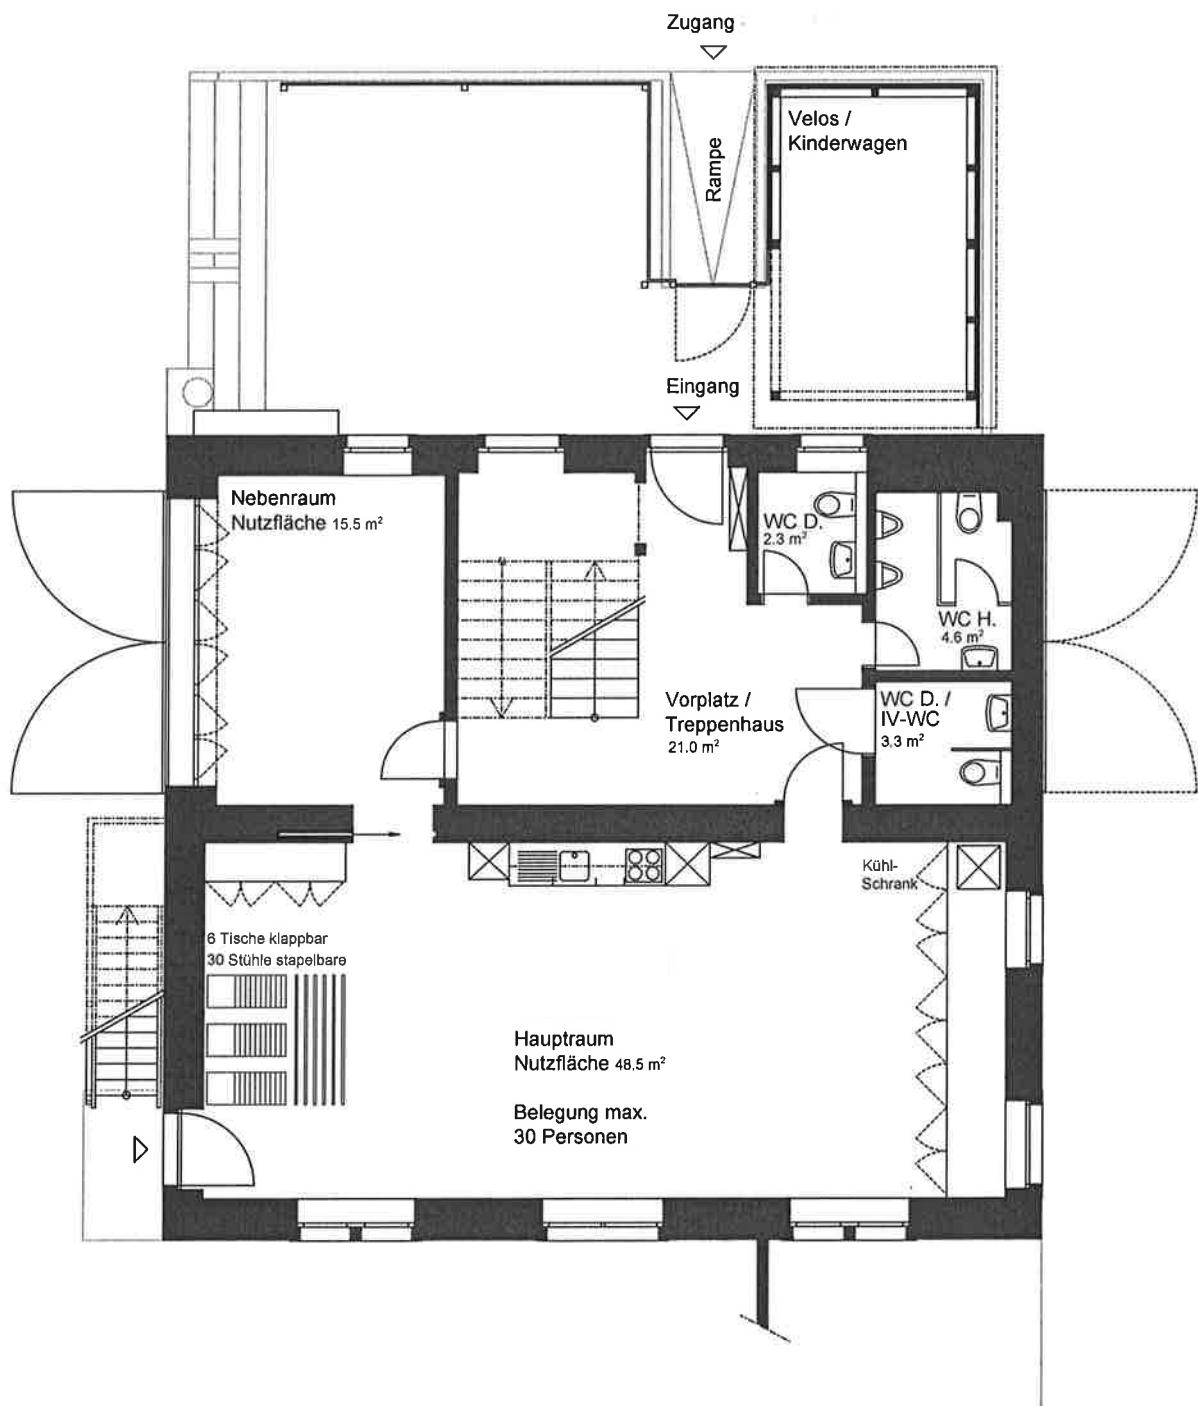 Zugang
Velos /
Kinderwagen
Rampe
Eingang
Nebenraum
Nutzfläche 15.5 m²
WC D.
2.3 m²
WC H.
4.6 m²
Vorplatz /
Treppenhaus
21.0 m²
WC D. /
IV-WC
3.3 m²
Kühl-
Schrank
6 Tische klappbar
30 Stühle stapelbare
Hauptraum
Nutzfläche 48.5 m²
Belegung max.
30 Personen